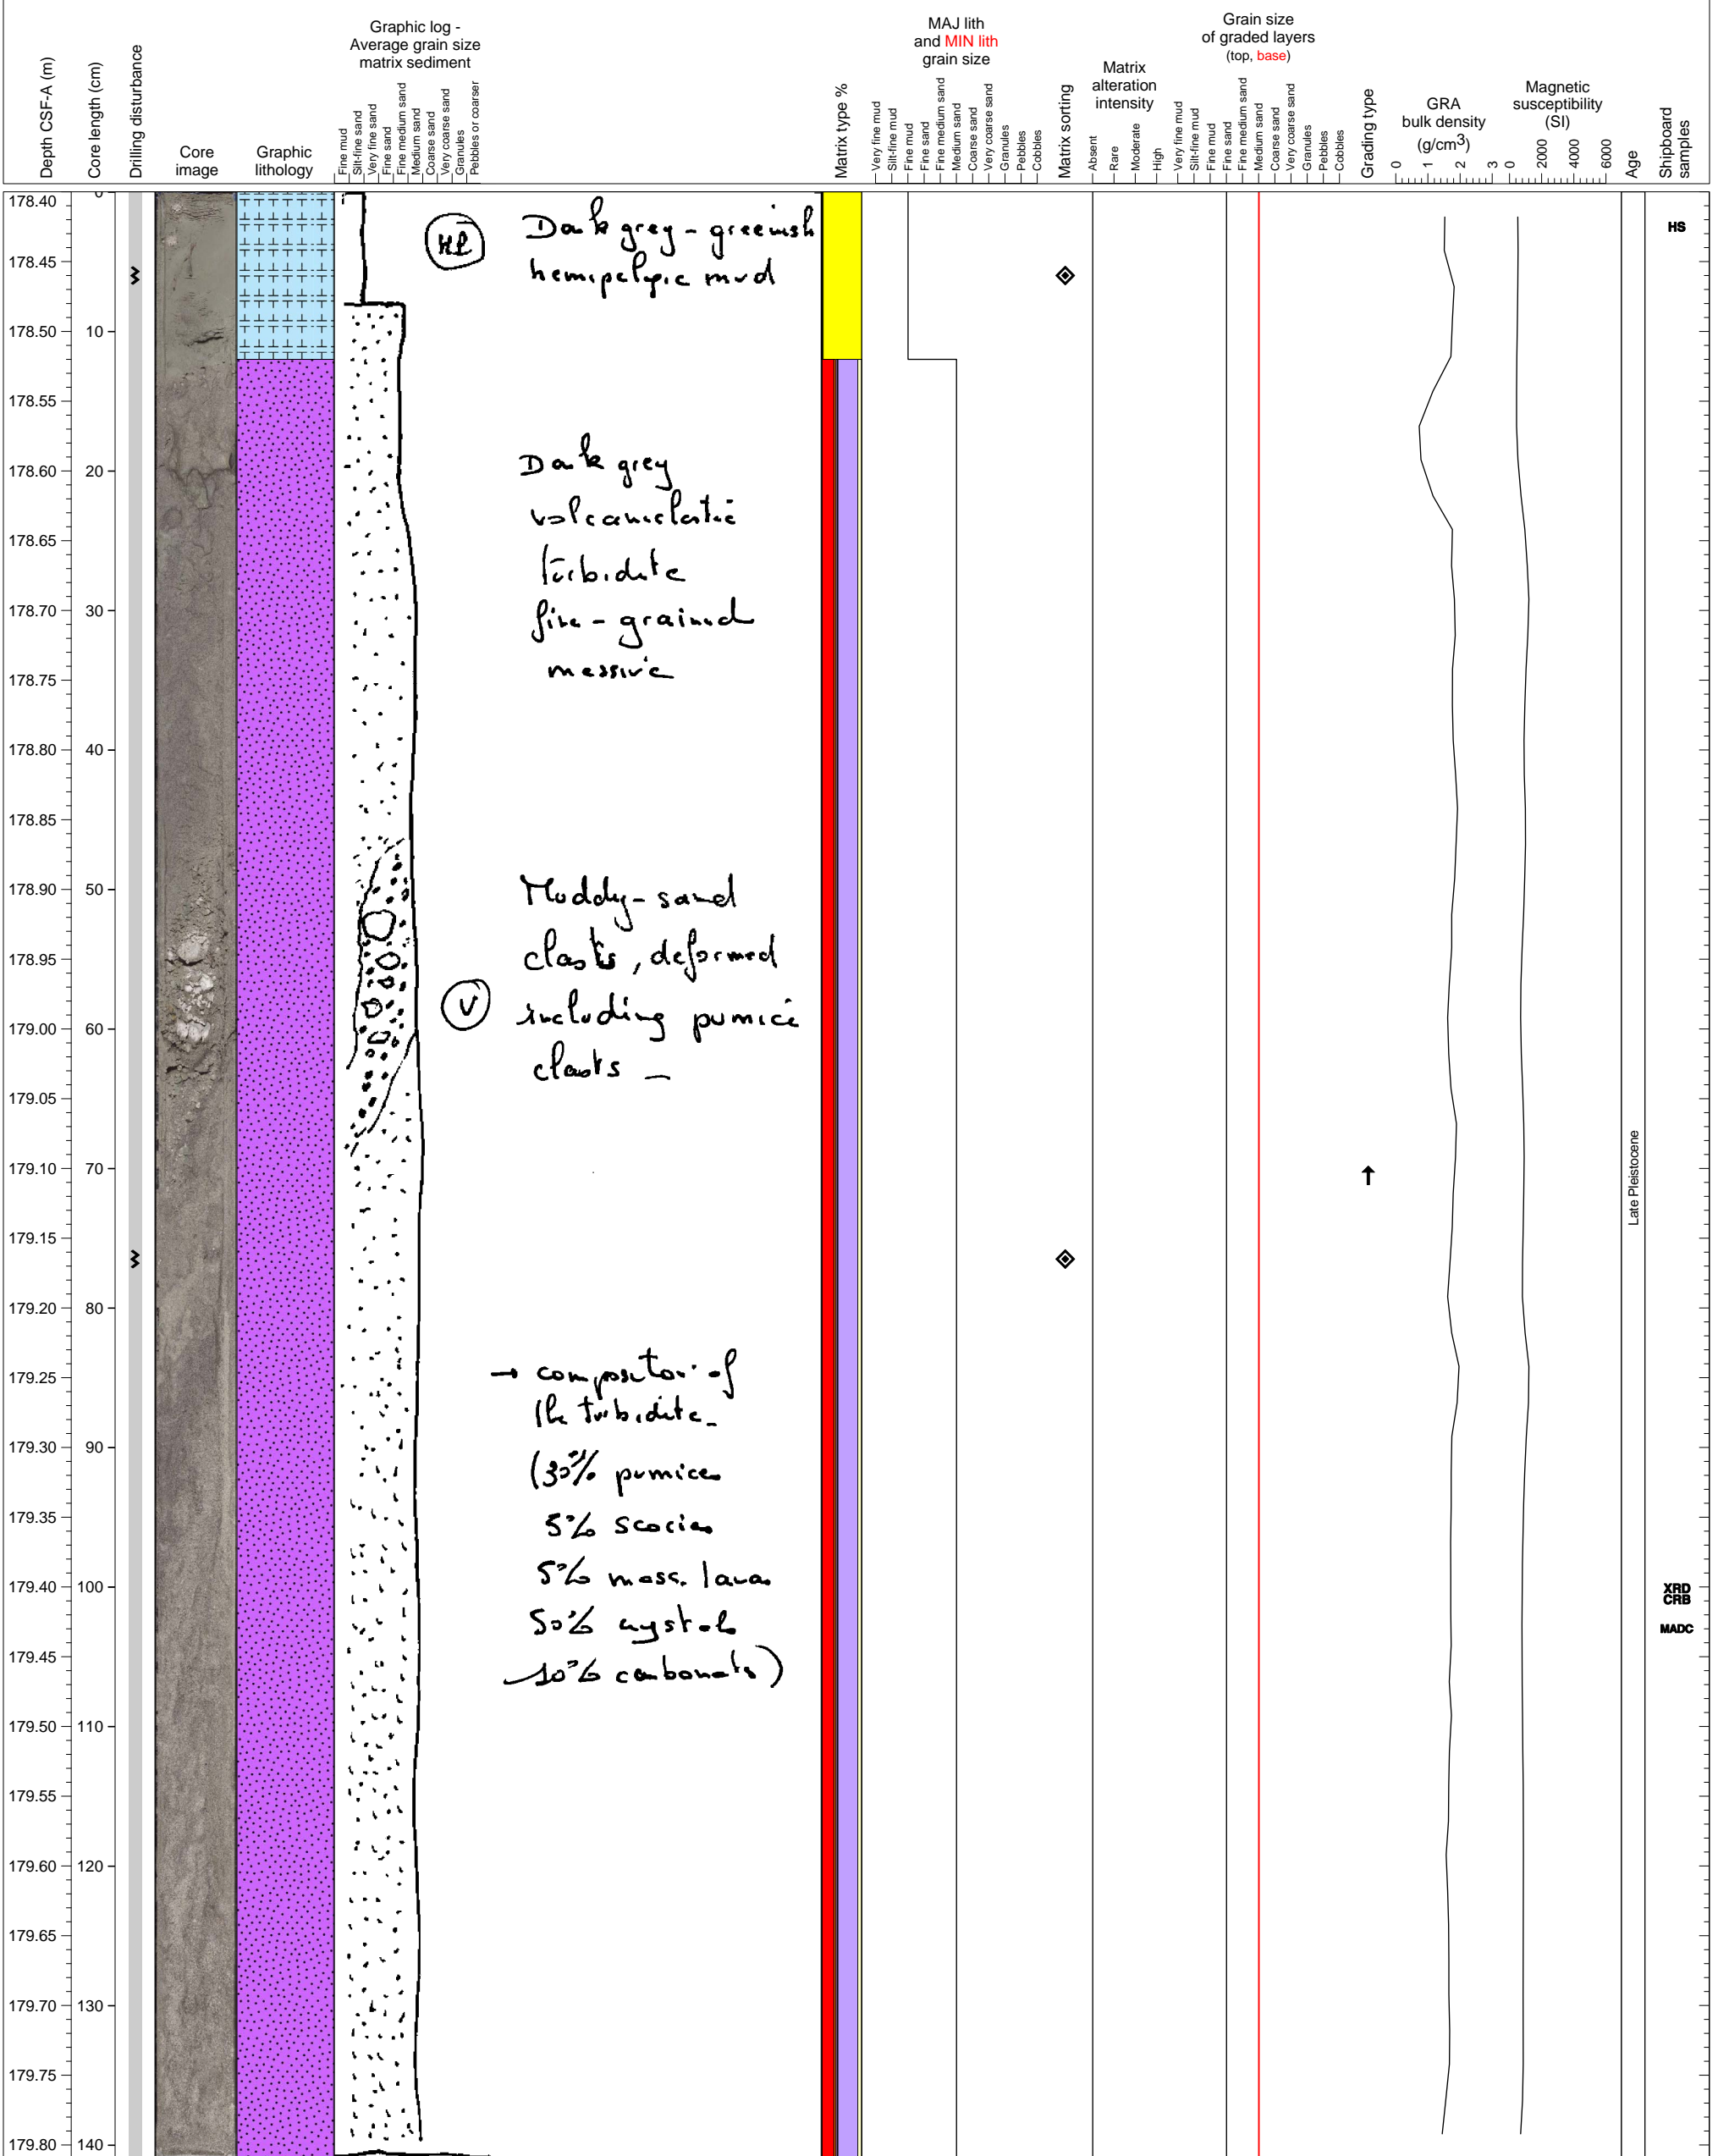 Depth CSF-A (m)
Core length (cm)
Drilling disturbance
Core
image
Graphic
lithology
Graphic log -
Average grain size
matrix sediment
Fine mud
Silt-fine sand
Very fine sand
Fine sand
Fine medium sand
Medium sand
Coarse sand
Very coarse sand
Granules
Pebbles or coarser
Matrix type %
MAJ lith
and MIN lith
grain size
Very fine mud
Silt-fine mud
Fine mud
Fine sand
Fine medium sand
Medium sand
Coarse sand
Very coarse sand
Granules
Pebbles
Cobbles
Matrix sorting
Matrix
alteration
intensity
Absent
Rare
Moderate
High
Grain size
of graded layers
(top, base)
Very fine mud
Silt-fine mud
Fine mud
Fine sand
Fine medium sand
Medium sand
Coarse sand
Very coarse sand
Granules
Pebbles
Cobbles
Grading type
GRA
bulk density
(g/cm3)
0 1 2 3
Magnetic
susceptibility
(SI)
0 2000 4000 6000
Age
Shipboard
samples
178.40
178.45
178.50
178.55
178.60
178.65
178.70
178.75
178.80
178.85
178.90
178.95
179.00
179.05
179.10
179.15
179.20
179.25
179.30
179.35
179.40
179.45
179.50
179.55
179.60
179.65
179.70
179.75
179.80
0
10
20
30
40
50
60
70
80
90
100
110
120
130
140
HP
Dark grey - greenish
hemipelagic mud
Dark grey
volcaniclastic
turbidite
fine-grained
massive
Muddy-sand
clasts, deformed
V
including pumice
clasts -
→ composition of
the turbidite -
(30% pumices
5% scocias
5% mass. lavas
50% crystals
10% carbonates)
Late Pleistocene
HS
XRD
CRB
MADC